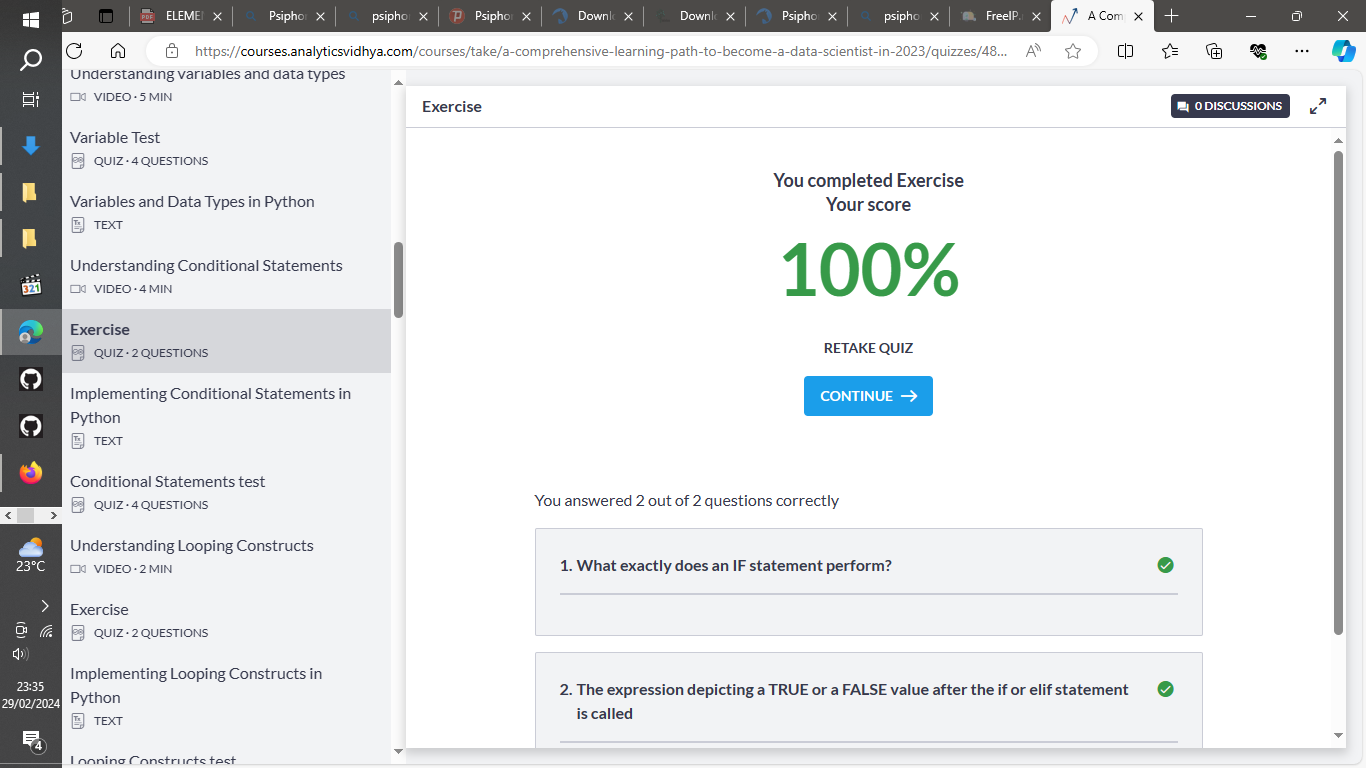 ELEME
Psiphor
psipho
Psiphor
Downl
Downl
Psipho
psipho
FreeIP.
A Com
https://courses.analyticsvidhya.com/courses/take/a-comprehensive-learning-path-to-become-a-data-scientist-in-2023/quizzes/48...
Understanding variables and data types
VIDEO · 5 MIN
Variable Test
QUIZ · 4 QUESTIONS
Variables and Data Types in Python
TEXT
Understanding Conditional Statements
VIDEO · 4 MIN
Exercise
QUIZ · 2 QUESTIONS
Implementing Conditional Statements in
Python
TEXT
Conditional Statements test
QUIZ · 4 QUESTIONS
Understanding Looping Constructs
VIDEO · 2 MIN
Exercise
QUIZ · 2 QUESTIONS
Implementing Looping Constructs in
Python
TEXT
Looping Constructs test
Exercise
0 DISCUSSIONS
You completed Exercise
Your score
100%
RETAKE QUIZ
CONTINUE
You answered 2 out of 2 questions correctly
1. What exactly does an IF statement perform?
2. The expression depicting a TRUE or a FALSE value after the if or elif statement
is called
321
23°C
23:35
29/02/2024
4